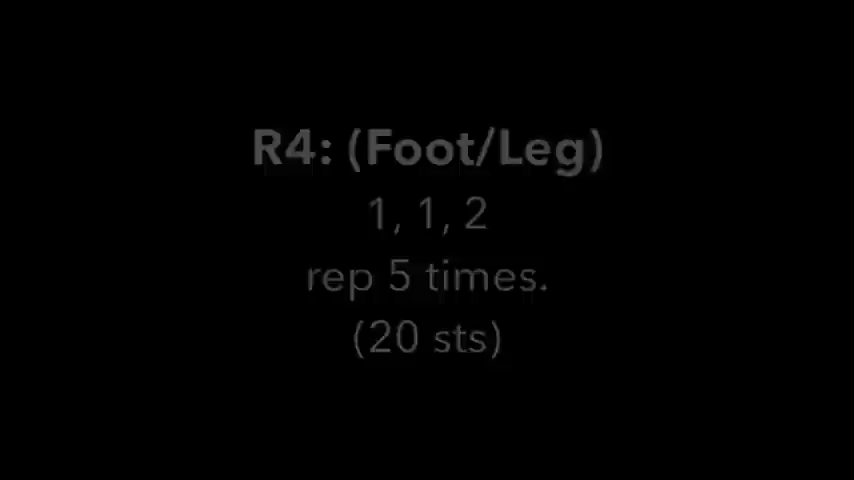 R4: (Foot/Leg)
1, 1, 2
rep 5 times.
(20 sts)